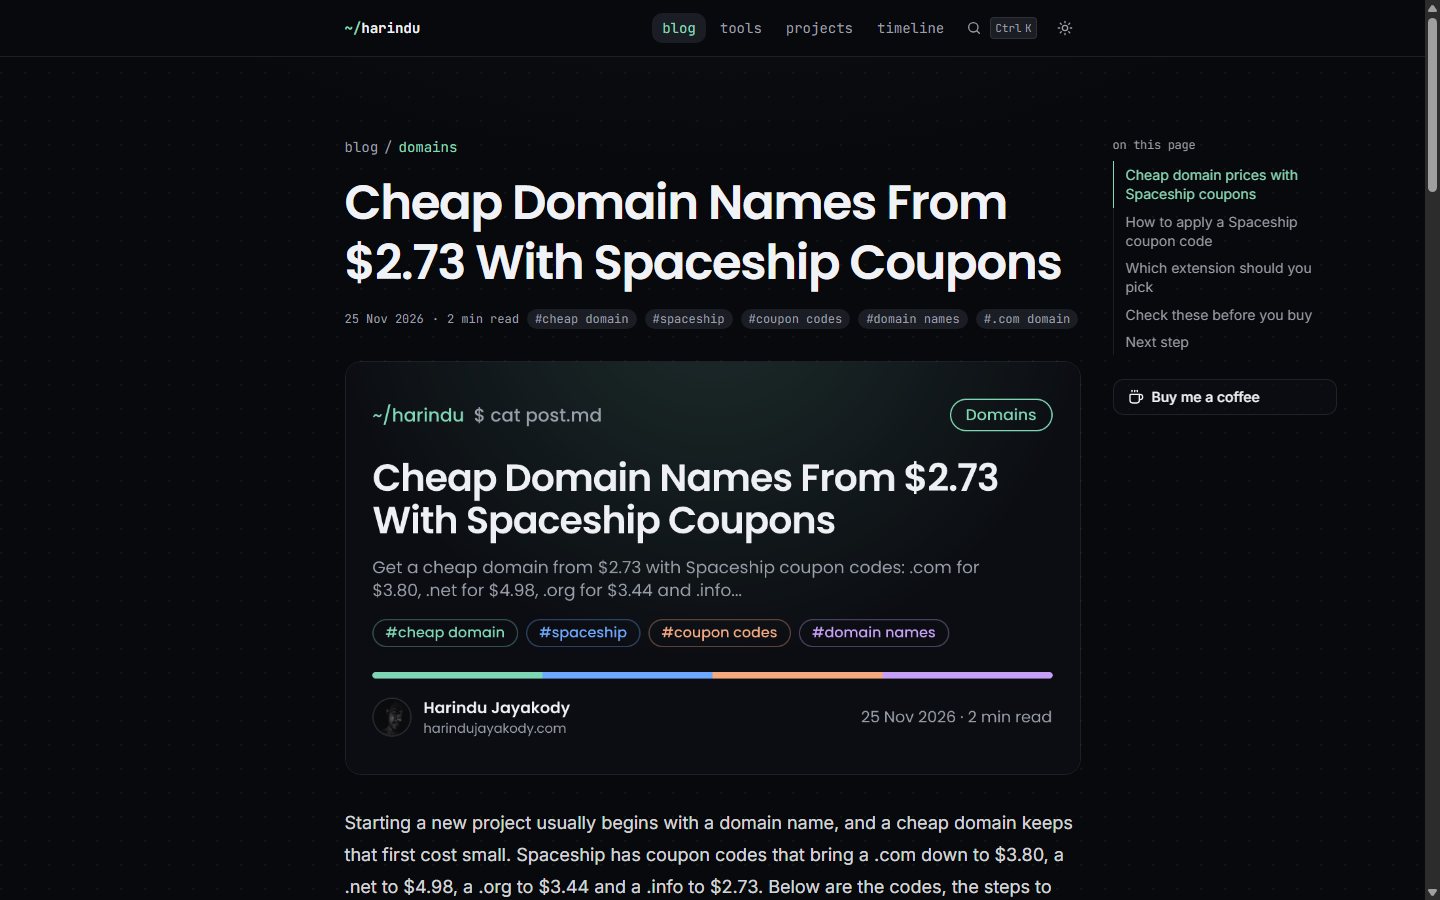 ~/harindu
blog tools projects timeline Ctrl K
blog / domains
Cheap Domain Names From
$2.73 With Spaceship Coupons
25 Nov 2026 · 2 min read #cheap domain #spaceship #coupon codes #domain names #.com domain
~/harindu $ cat post.md
Domains
Cheap Domain Names From $2.73
With Spaceship Coupons
Get a cheap domain from $2.73 with Spaceship coupon codes: .com for
$3.80, .net for $4.98, .org for $3.44 and .info...
#cheap domain #spaceship #coupon codes #domain names
Harindu Jayakody
harindujayakody.com
25 Nov 2026 · 2 min read
Starting a new project usually begins with a domain name, and a cheap domain keeps
that first cost small. Spaceship has coupon codes that bring a .com down to $3.80, a
.net to $4.98, a .org to $3.44 and a .info to $2.73. Below are the codes, the steps to
on this page
Cheap domain prices with
Spaceship coupons
How to apply a Spaceship
coupon code
Which extension should you
pick
Check these before you buy
Next step
Buy me a coffee